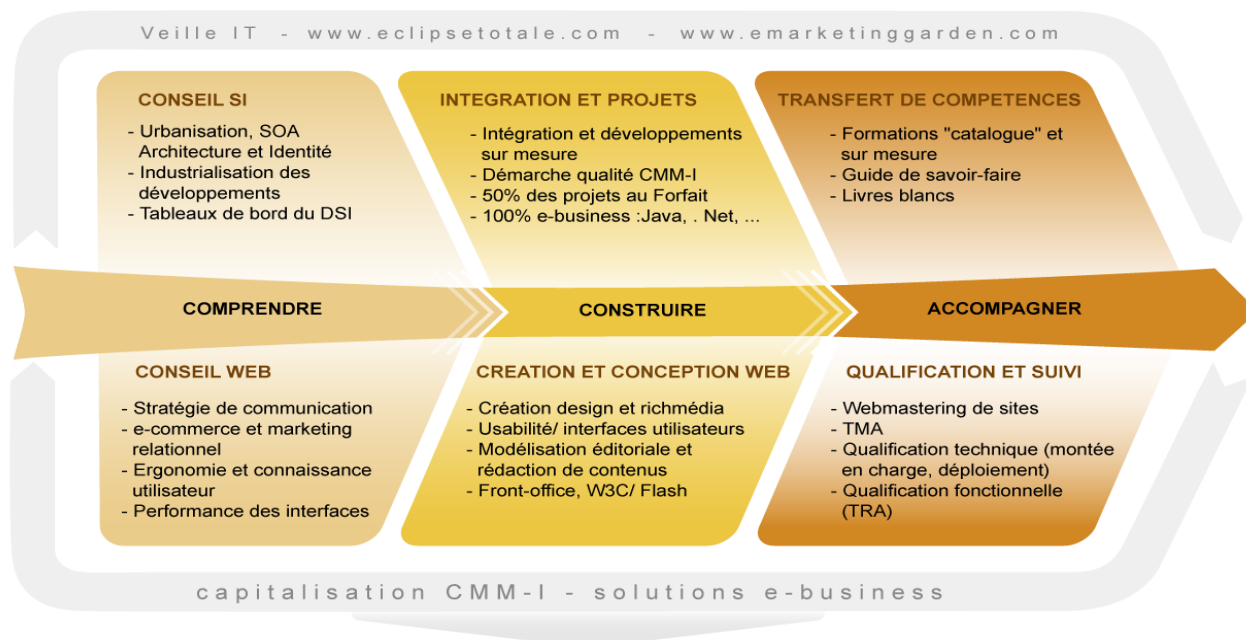 Veille IT - www.eclipsetotale.com - www.emarketinggarden.com
CONSEIL SI
- Urbanisation, SOA
Architecture et Identité
- Industrialisation des
développements
- Tableaux de bord du DSI
INTEGRATION ET PROJETS
- Intégration et développements
sur mesure
- Démarche qualité CMM-I
- 50% des projets au Forfait
- 100% e-business :Java, . Net, ...
TRANSFERT DE COMPETENCES
- Formations "catalogue" et
sur mesure
- Guide de savoir-faire
- Livres blancs
COMPRENDRE
CONSTRUIRE
ACCOMPAGNER
CONSEIL WEB
- Stratégie de communication
- e-commerce et marketing
relationnel
- Ergonomie et connaissance
utilisateur
- Performance des interfaces
CREATION ET CONCEPTION WEB
- Création design et richmédia
- Usabilité/ interfaces utilisateurs
- Modélisation éditoriale et
rédaction de contenus
- Front-office, W3C/ Flash
QUALIFICATION ET SUIVI
- Webmastering de sites
- TMA
- Qualification technique (montée
en charge, déploiement)
- Qualification fonctionnelle
(TRA)
capitalisation CMM-I - solutions e-business